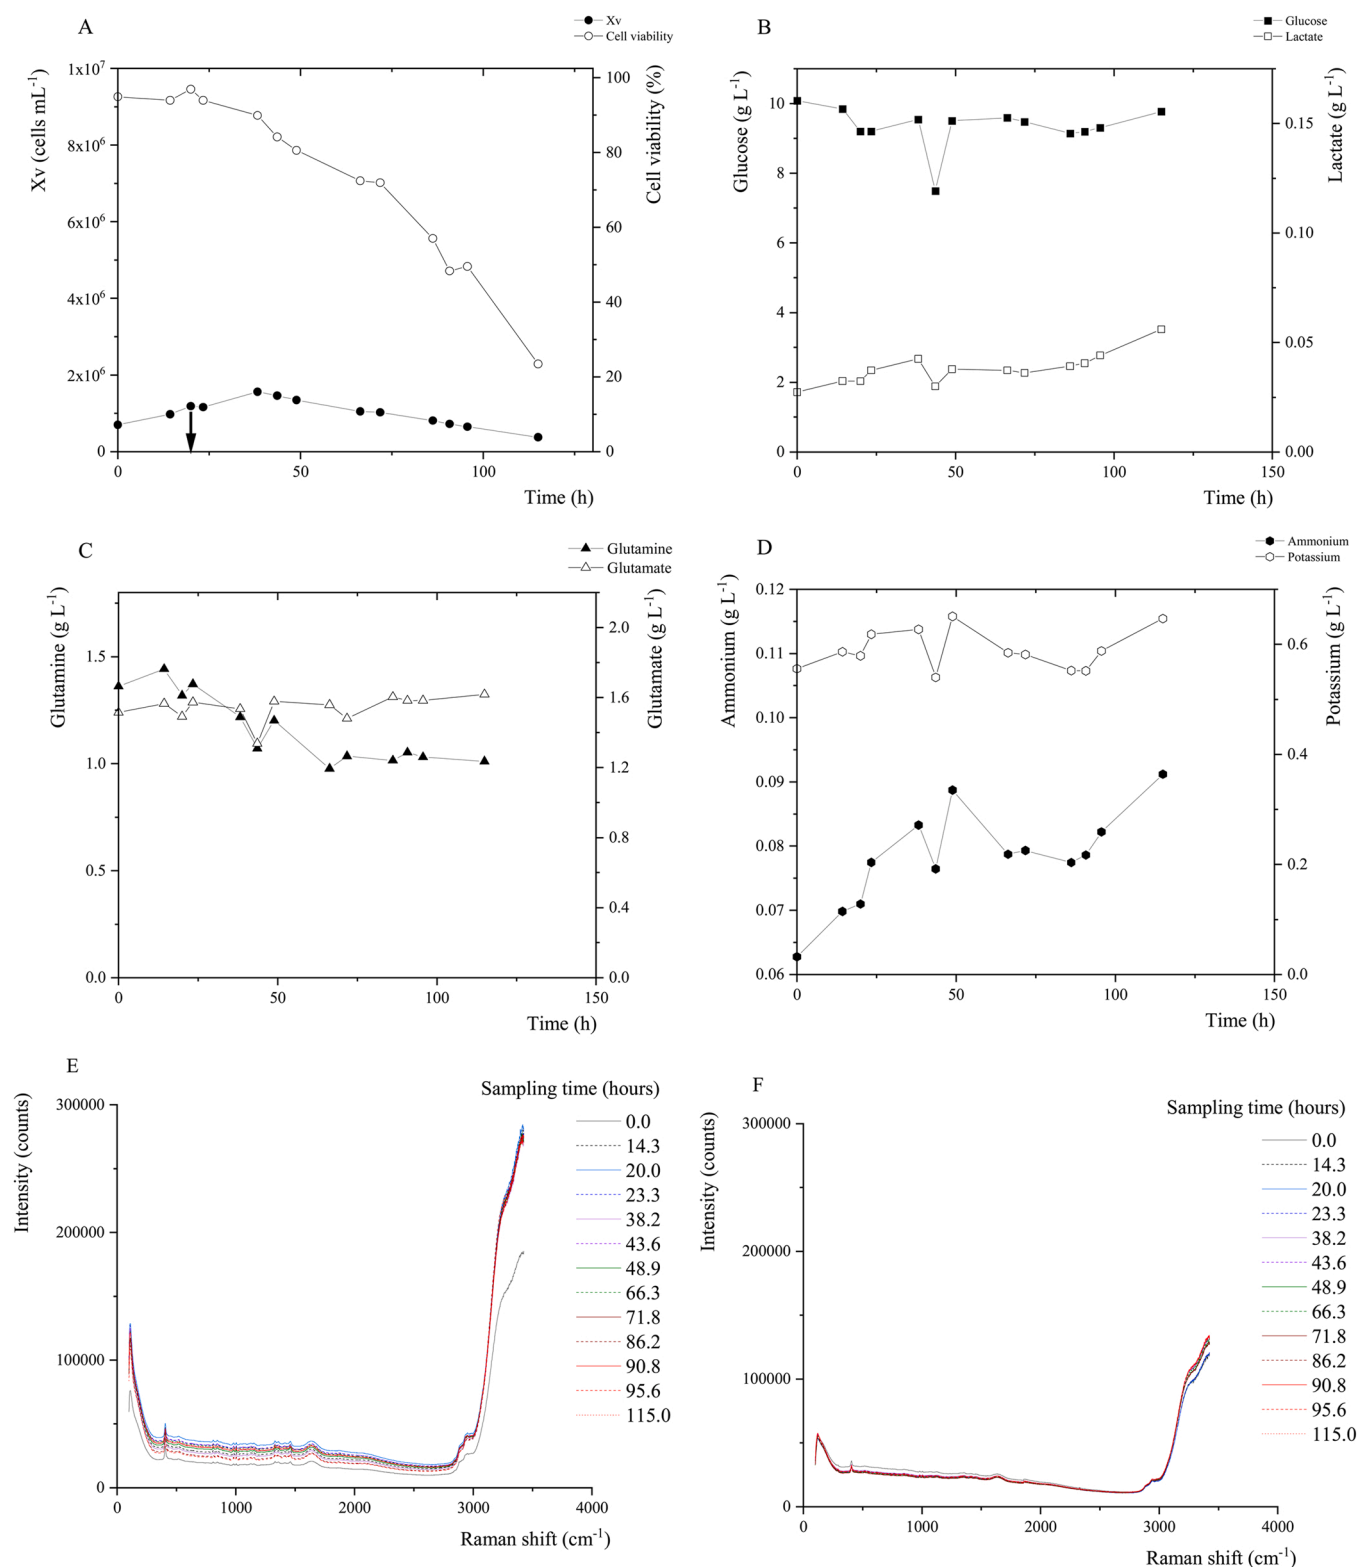 A
Xv
Cell viability
Xv (cells mL-1)
Cell viability (%)
1x10^7
8x10^6
6x10^6
4x10^6
2x10^6
0
100
80
60
40
20
0
0 50 100
Time (h)
B
Glucose
Lactate
Glucose (g L-1)
Lactate (g L-1)
10
8
6
4
2
0
0.15
0.10
0.05
0.00
0 50 100 150
Time (h)
C
Glutamine
Glutamate
Glutamine (g L-1)
Glutamate (g L-1)
1.5
1.0
0.5
0.0
2.0
1.6
1.2
0.8
0.4
0.0
0 50 100 150
Time (h)
D
Ammonium
Potassium
Ammonium (g L-1)
Potassium (g L-1)
0.12
0.11
0.10
0.09
0.08
0.07
0.06
0.6
0.4
0.2
0.0
0 50 100 150
Time (h)
E
Sampling time (hours)
Intensity (counts)
300000
200000
100000
0
0.0
14.3
20.0
23.3
38.2
43.6
48.9
66.3
71.8
86.2
90.8
95.6
115.0
0 1000 2000 3000 4000
Raman shift (cm-1)
F
Sampling time (hours)
Intensity (counts)
300000
200000
100000
0
0.0
14.3
20.0
23.3
38.2
43.6
48.9
66.3
71.8
86.2
90.8
95.6
115.0
0 1000 2000 3000 4000
Raman shift (cm-1)